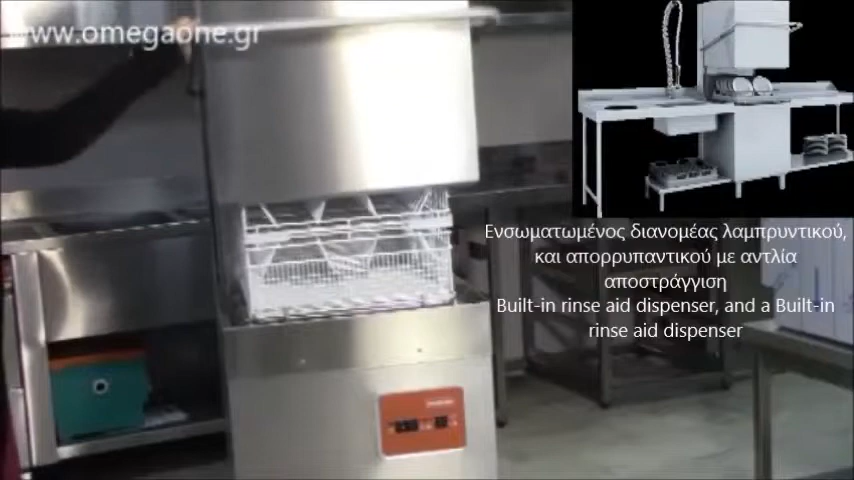 www.omegaone.gr
Ενσωματωμένος διανομέας λαμπρυντικού,
και απορρυπαντικού με αντλία
αποστράγγιση
Built-in rinse aid dispenser, and a Built-in
rinse aid dispenser